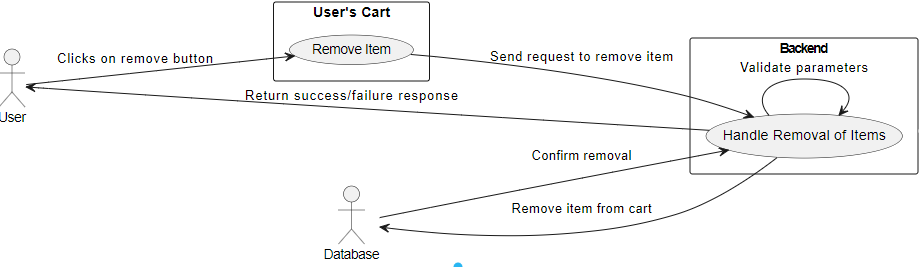 User's Cart
Remove Item
Clicks on remove button
Send request to remove item
Backend
Validate parameters
Return success/failure response
User
Handle Removal of Items
Confirm removal
Remove item from cart
Database